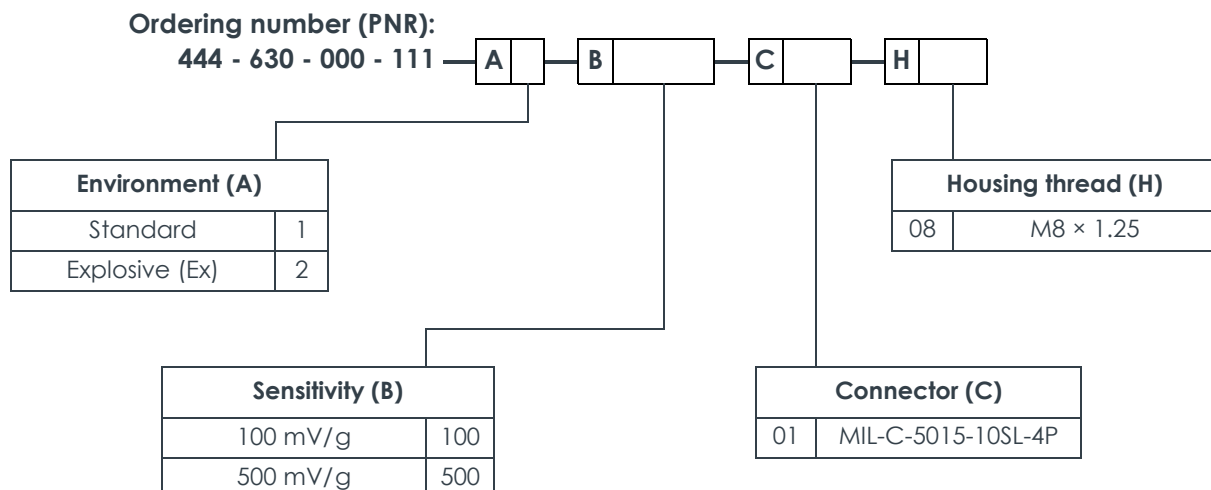 Ordering number (PNR):
444 - 630 - 000 - 111 A B C H
Environment (A)
Standard 1
Explosive (Ex) 2
Housing thread (H)
08 M8 × 1.25
Sensitivity (B)
100 mV/g 100
500 mV/g 500
Connector (C)
01 MIL-C-5015-10SL-4P